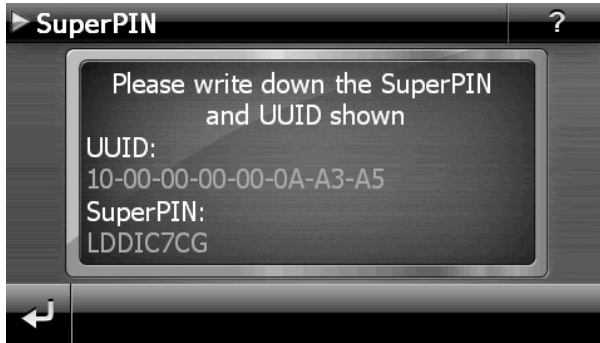 SuperPIN
?
Please write down the SuperPIN
and UUID shown
UUID:
10-00-00-00-00-0A-A3-A5
SuperPIN:
LDDIC7CG